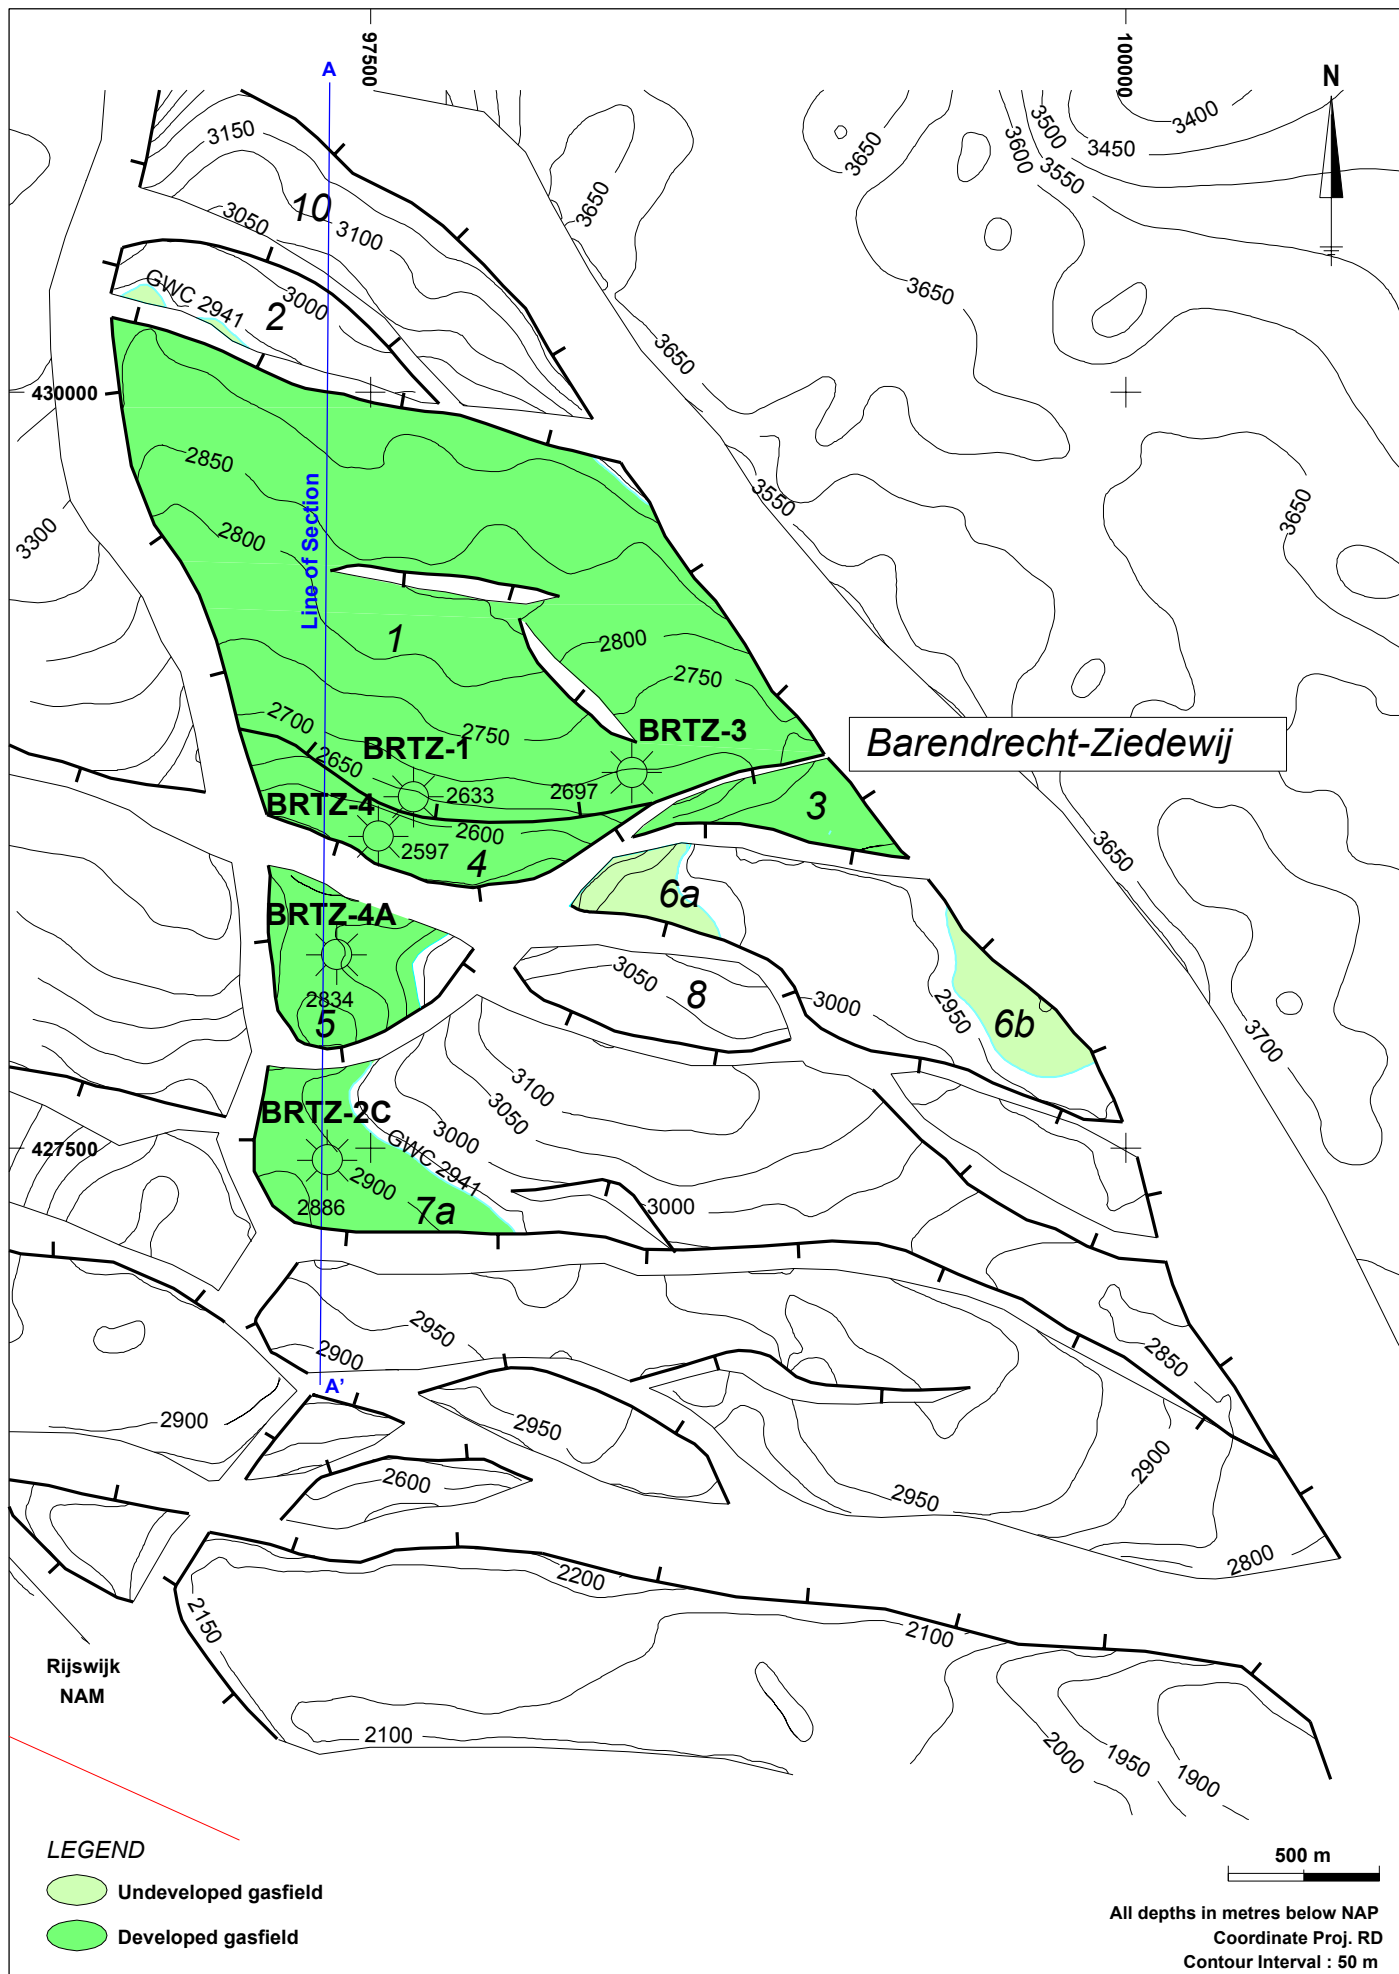 97500
100000
A
N
3400
3450
3500
3600
3550
3650
3650
3650
3150
10
3050
3100
GWC 2941
3000
2
3650
430000
2850
3550
3650
3300
2800
Line of Section
1
2800
2750
2700
2750
BRTZ-3
Barendrecht-Ziedewij
BRTZ-1
2650
2633
2697
BRTZ-4
2600
3
2597
4
3650
6a
BRTZ-4A
3050
8
3000
2950
6b
2834
5
3700
3100
3050
BRTZ-2C
3000
427500
GWC 2941
2900
2886
7a
3000
2950
2900
2850
A'
2900
2950
2900
2600
2950
2800
2200
2150
2100
Rijswijk
NAM
2100
2000
1950
1900
LEGEND
Undeveloped gasfield
Developed gasfield
500 m
All depths in metres below NAP
Coordinate Proj. RD
Contour Interval : 50 m